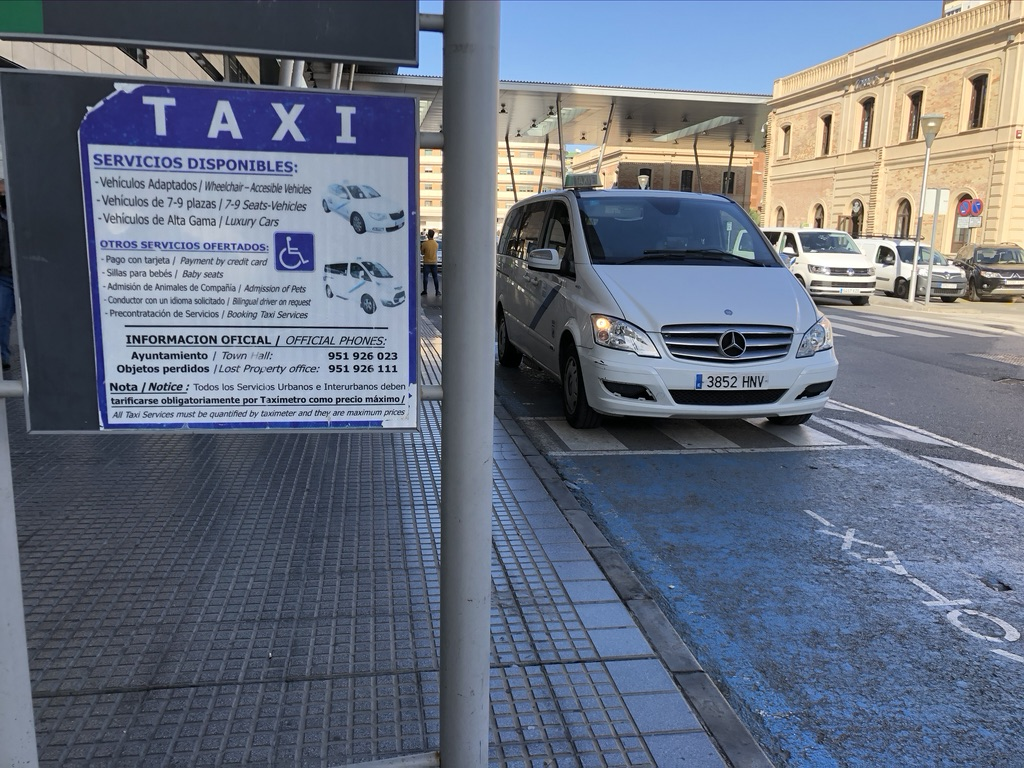 TAXI
SERVICIOS DISPONIBLES:
- Vehículos Adaptados / Wheelchair – Accesible Vehicles
- Vehículos de 7-9 plazas / 7-9 Seats-Vehicles
- Vehículos de Alta Gama / Luxury Cars
OTROS SERVICIOS OFERTADOS:
- Pago con tarjeta / Payment by credit card
- Sillas para bebés / Baby seats
- Admisión de Animales de Compañía / Admission of Pets
- Conductor con un idioma solicitado / Bilingual driver on request
- Precontratación de Servicios / Booking Taxi Services
INFORMACION OFICIAL / OFFICIAL PHONES:
Ayuntamiento / Town Hall: 951 926 023
Objetos perdidos / Lost Property office: 951 926 111
Nota / Notice : Todos los Servicios Urbanos e Interurbanos deben
tarificarse obligatoriamente por Taxímetro como precio máximo /
All Taxi Services must be quantified by taximeter and they are maximum prices
3852 HNV